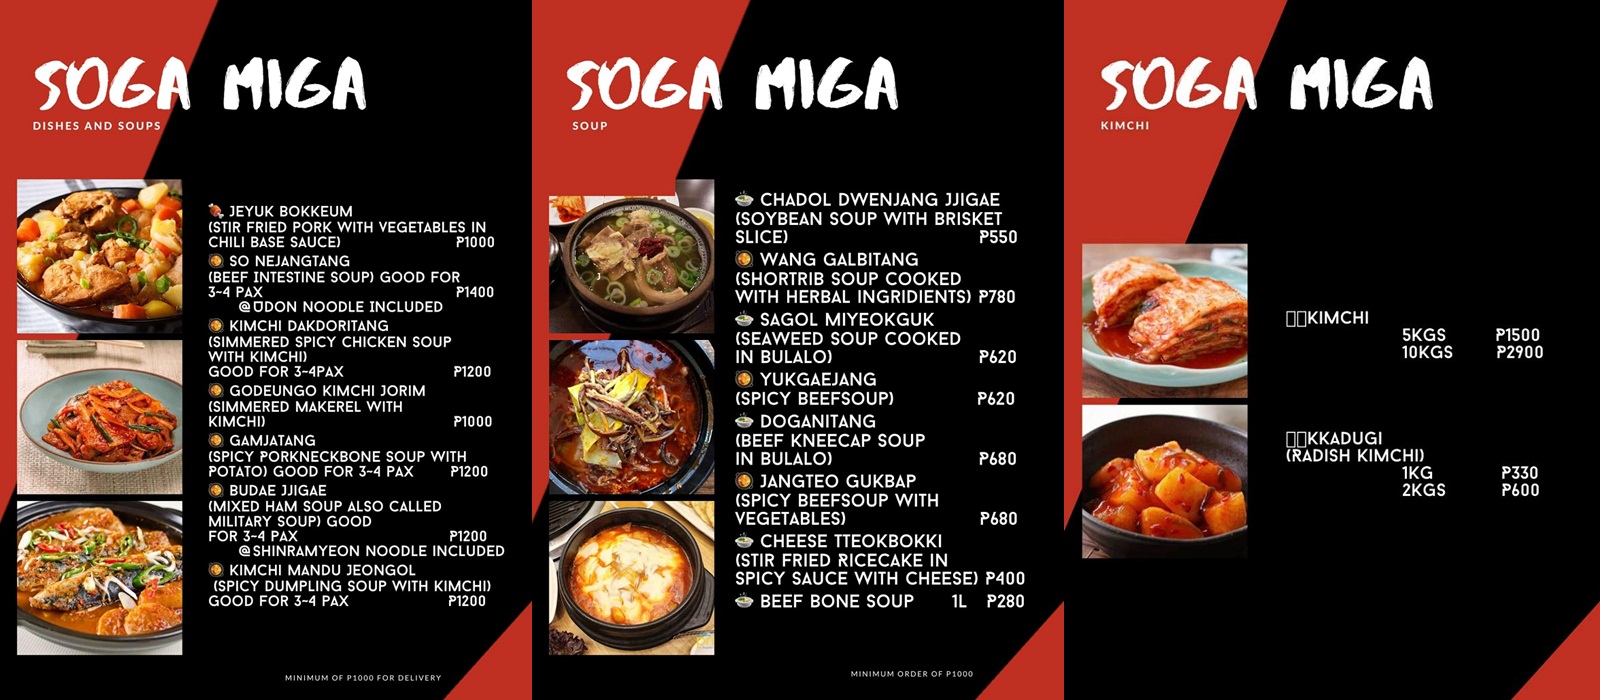 SOGA MIGA
DISHES AND SOUPS
JEYUK BOKKEUM
(STIR FRIED PORK WITH VEGETABLES IN
CHILI BASE SAUCE) ₱1000
SO NEJANGTANG
(BEEF INTESTINE SOUP) GOOD FOR
3~4 PAX ₱1400
@UDON NOODLE INCLUDED
KIMCHI DAKDORITANG
(SIMMERED SPICY CHICKEN SOUP
WITH KIMCHI)
GOOD FOR 3~4PAX ₱1200
GODEUNGO KIMCHI JORIM
(SIMMERED MAKEREL WITH
KIMCHI) ₱1000
GAMJATANG
(SPICY PORKNECKBONE SOUP WITH
POTATO) GOOD FOR 3~4 PAX ₱1200
BUDAE JJIGAE
(MIXED HAM SOUP ALSO CALLED
MILITARY SOUP) GOOD
FOR 3~4 PAX ₱1200
@SHINRAMYEON NOODLE INCLUDED
KIMCHI MANDU JEONGOL
(SPICY DUMPLING SOUP WITH KIMCHI)
GOOD FOR 3~4 PAX ₱1200
MINIMUM OF P1000 FOR DELIVERY
SOGA MIGA
SOUP
CHADOL DWENJANG JJIGAE
(SOYBEAN SOUP WITH BRISKET
SLICE) ₱550
WANG GALBITANG
(SHORTRIB SOUP COOKED
WITH HERBAL INGRIDIENTS) ₱780
SAGOL MIYEOKGUK
(SEAWEED SOUP COOKED
IN BULALO) ₱620
YUKGAEJANG
(SPICY BEEFSOUP) ₱620
DOGANITANG
(BEEF KNEECAP SOUP
IN BULALO) ₱680
JANGTEO GUKBAP
(SPICY BEEFSOUP WITH
VEGETABLES) ₱680
CHEESE TTEOKBOKKI
(STIR FRIED RICECAKE IN
SPICY SAUCE WITH CHEESE) ₱400
BEEF BONE SOUP 1L ₱280
MINIMUM ORDER OF P1000
SOGA MIGA
KIMCHI
KIMCHI
5KGS ₱1500
10KGS ₱2900
KKADUGI
(RADISH KIMCHI)
1KG ₱330
2KGS ₱600